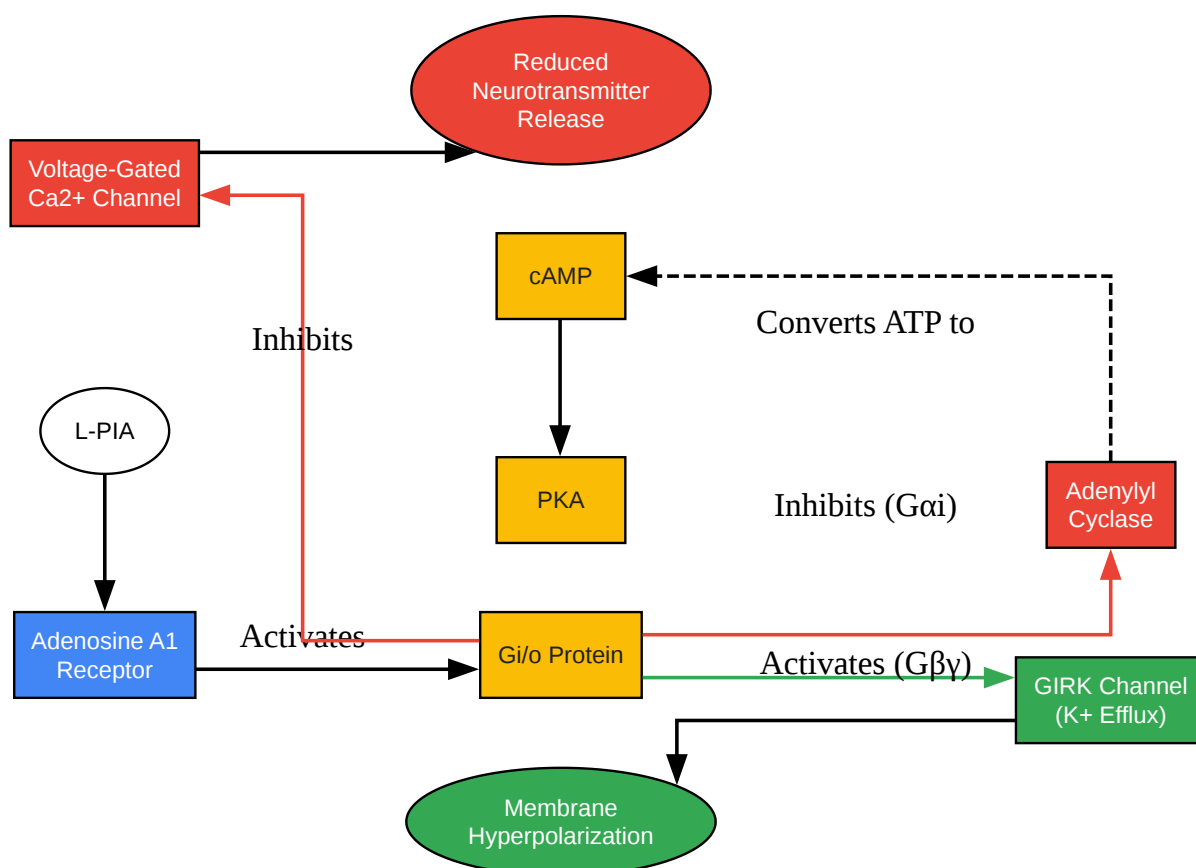 Reduced
Neurotransmitter
Release
Voltage-Gated
Ca2+ Channel
cAMP
Converts ATP to
Inhibits
L-PIA
PKA
Inhibits (Gαi)
Adenylyl
Cyclase
Adenosine A1
Receptor
Activates
Gi/o Protein
Activates (Gβγ)
GIRK Channel
(K+ Efflux)
Membrane
Hyperpolarization